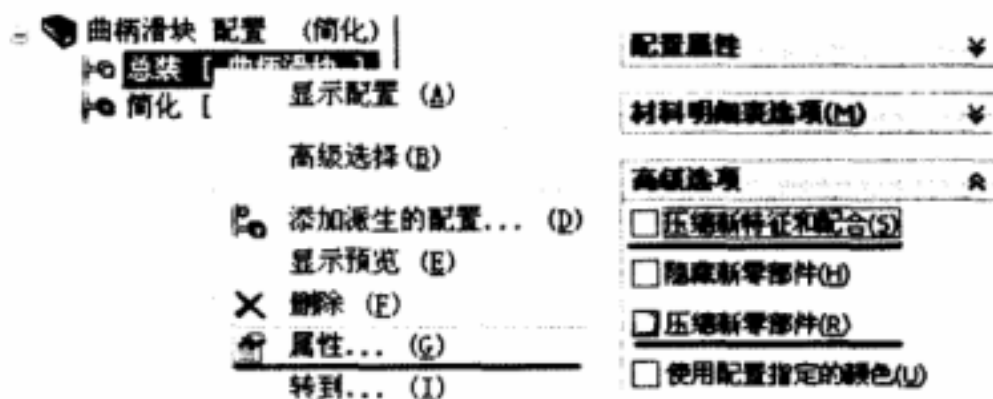 曲柄滑块 配置 (简化)
总装 [ 曲柄滑块 ]
简化 [
显示配置 (A)
高级选择(B)
添加派生的配置... (D)
显示预览 (E)
删除 (F)
属性... (G)
转到... (I)
配置属性
材料明细表选项(M)
高级选项
压缩新特征和配合(S)
隐藏新零部件(H)
压缩新零部件(R)
使用配置指定的颜色(U)